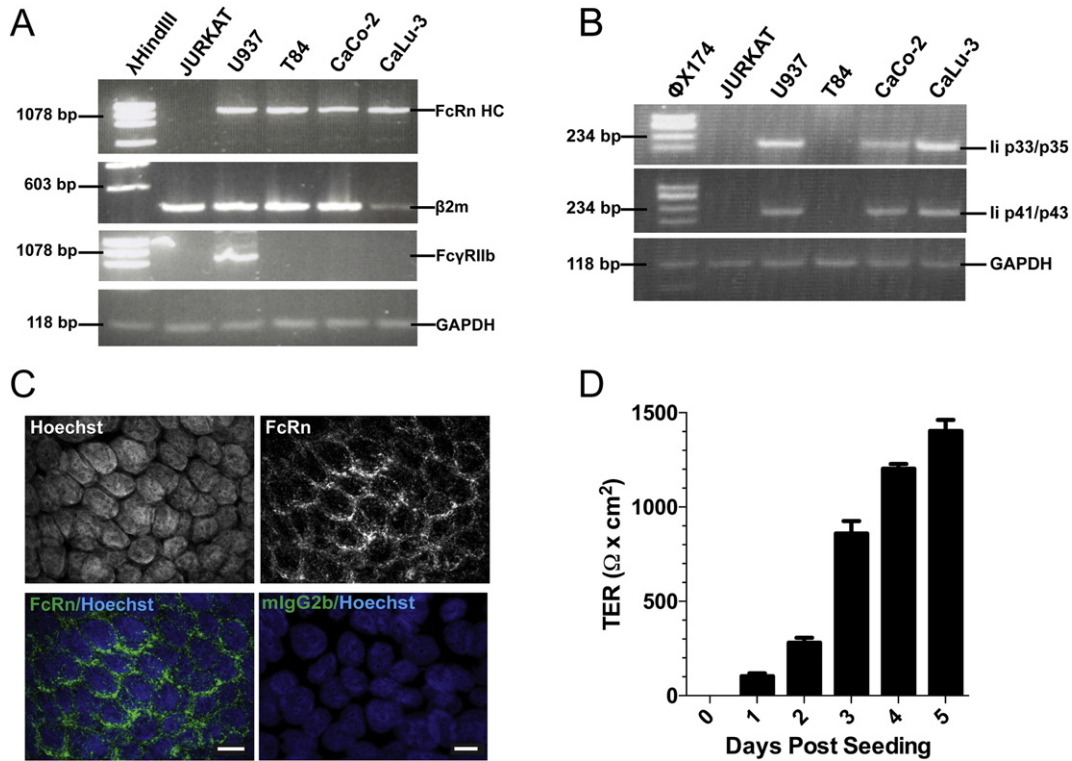 A
λHindIII
JURKAT
U937
T84
CaCo-2
CaLu-3
1078 bp
FcRn HC
603 bp
β2m
1078 bp
FcγRIIb
118 bp
GAPDH
B
ΦX174
JURKAT
U937
T84
CaCo-2
CaLu-3
234 bp
Ii p33/p35
234 bp
Ii p41/p43
118 bp
GAPDH
C
Hoechst
FcRn
FcRn/Hoechst
mIgG2b/Hoechst
D
1500
1000
500
0
TER (Ω x cm²)
0
1
2
3
4
5
Days Post Seeding